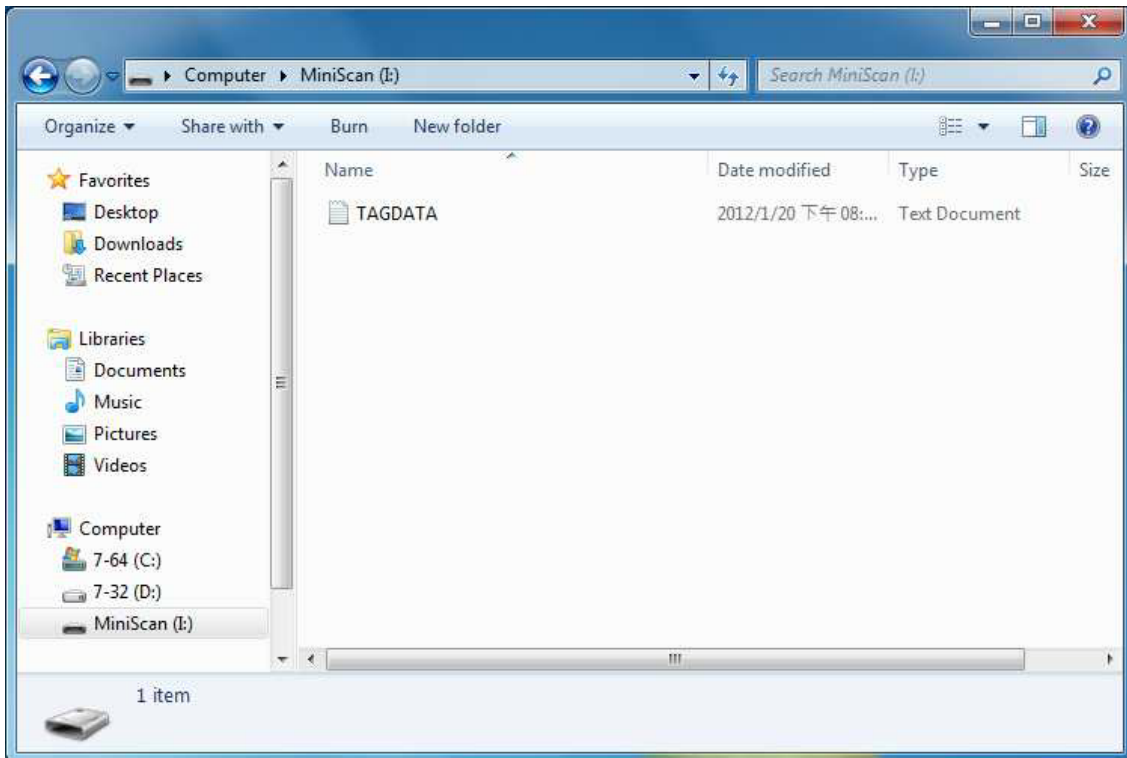 Computer MiniScan (I:) Search MiniScan (I:)
Organize Share with Burn New folder
Name Date modified Type Size
TAGDATA 2012/1/20 下午 08:... Text Document
Favorites
Desktop
Downloads
Recent Places
Libraries
Documents
Music
Pictures
Videos
Computer
7-64 (C:)
7-32 (D:)
MiniScan (I:)
1 item